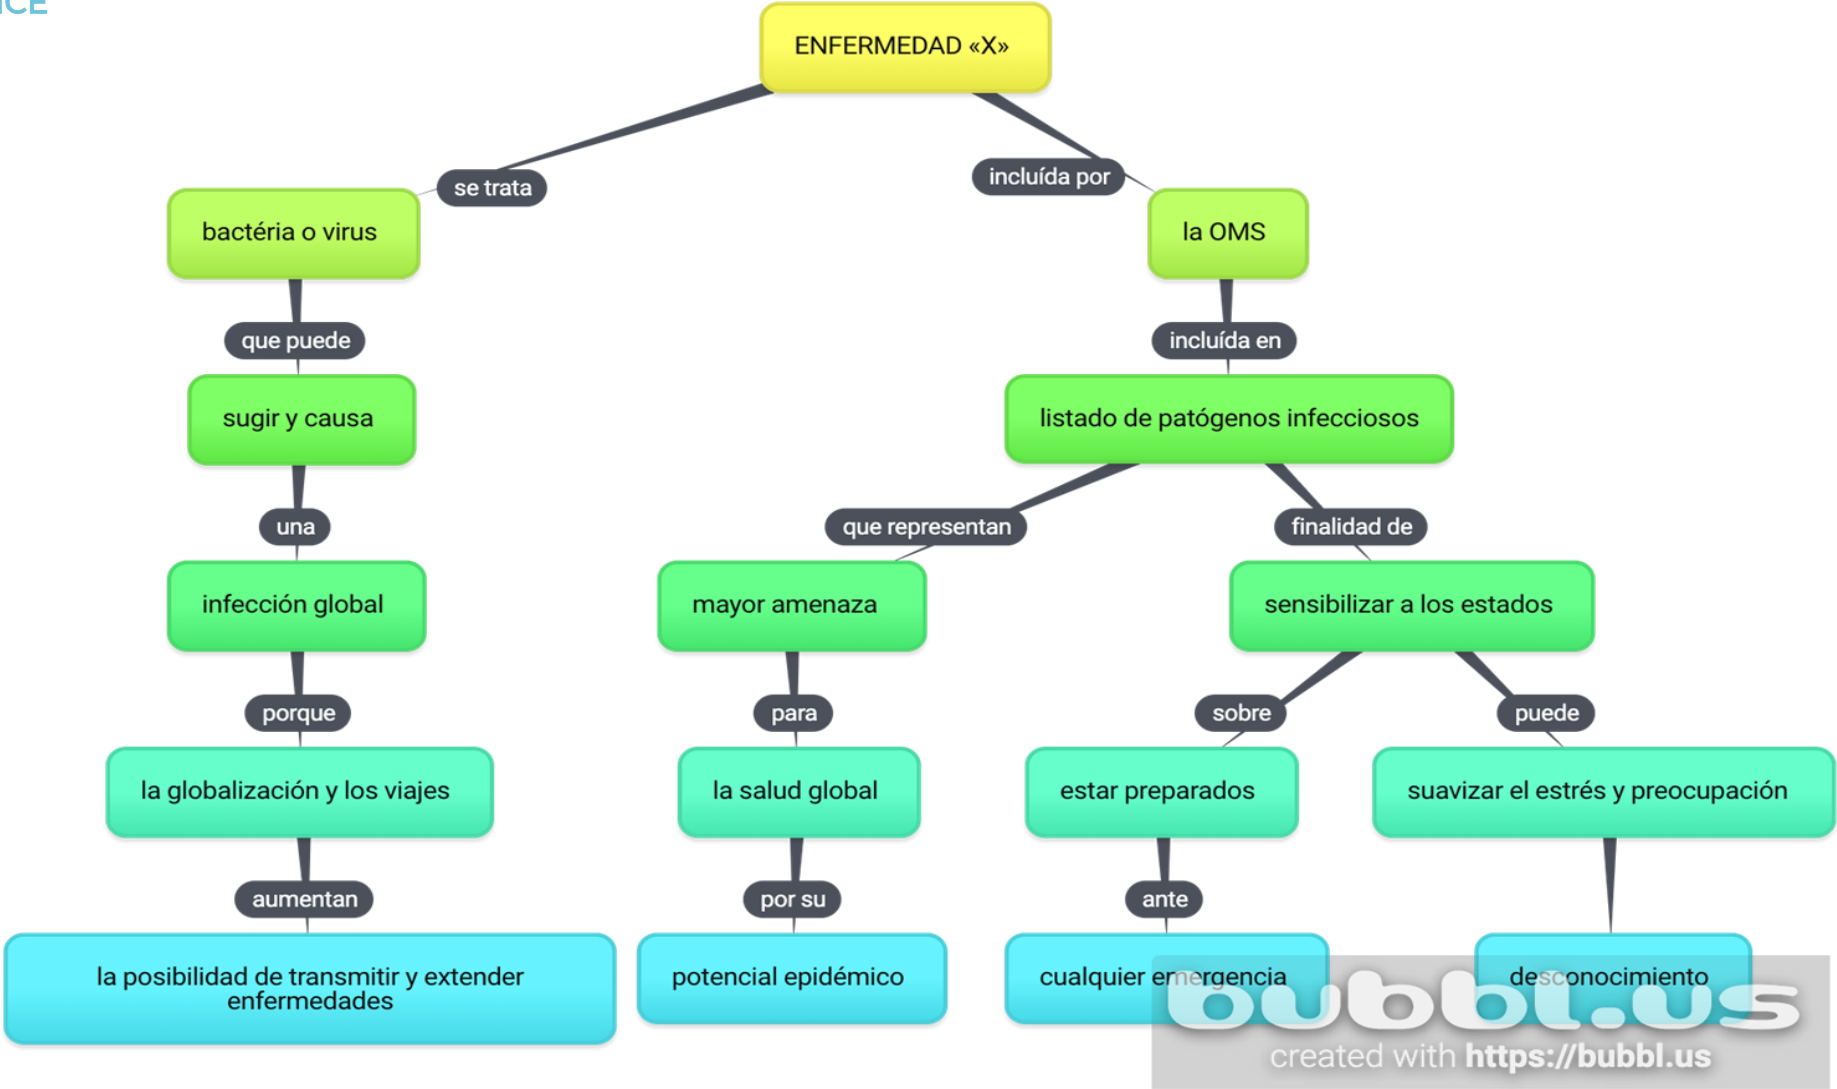 ENFERMEDAD «X»
se trata
incluída por
bactéria o virus
la OMS
que puede
incluída en
sugir y causa
listado de patógenos infecciosos
una
que representan
finalidad de
infección global
mayor amenaza
sensibilizar a los estados
porque
para
sobre
puede
la globalización y los viajes
la salud global
estar preparados
suavizar el estrés y preocupación
aumentan
por su
ante
la posibilidad de transmitir y extender
enfermedades
potencial epidémico
cualquier emergencia
desconocimiento
bubbl.us
created with https://bubbl.us